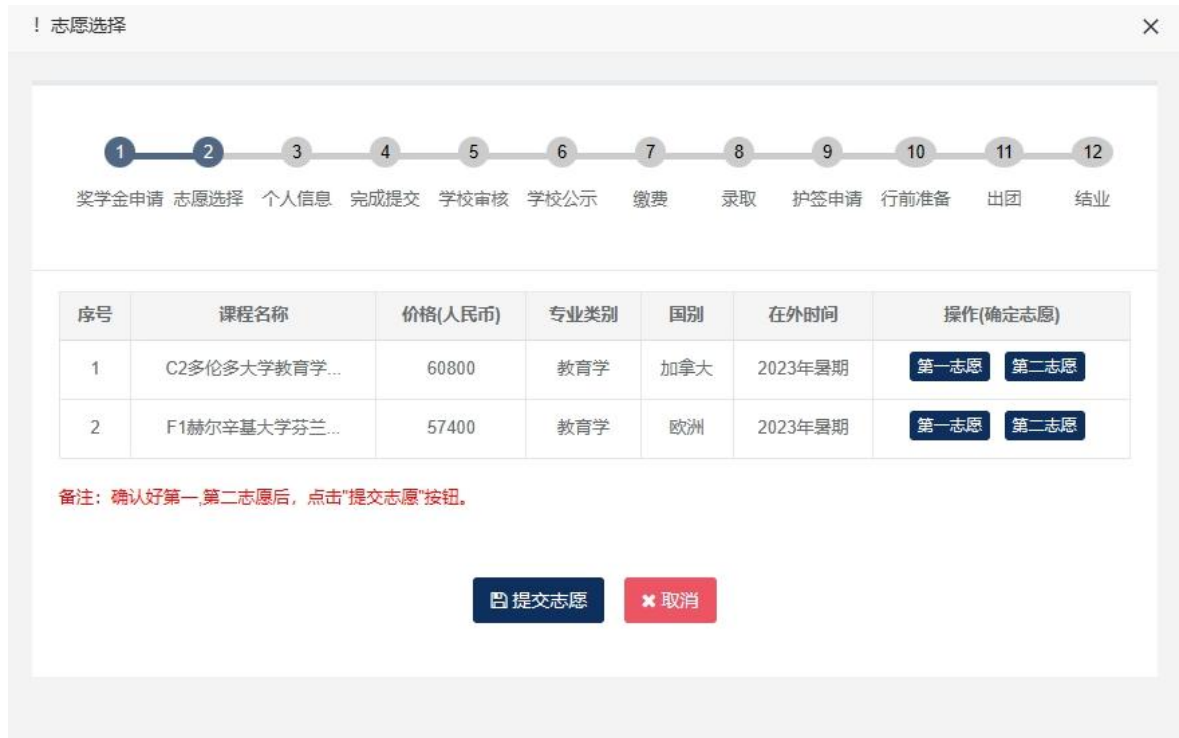 ! 志愿选择
1 2 3 4 5 6 7 8 9 10 11 12
奖学金申请 志愿选择 个人信息 完成提交 学校审核 学校公示 缴费 录取 护签申请 行前准备 出团 结业
序号 课程名称 价格(人民币) 专业类别 国别 在外时间 操作(确定志愿)
1 C2多伦多大学教育学... 60800 教育学 加拿大 2023年暑期 第一志愿 第二志愿
2 F1赫尔辛基大学芬兰... 57400 教育学 欧洲 2023年暑期 第一志愿 第二志愿
备注：确认好第一,第二志愿后，点击"提交志愿"按钮。
提交志愿 取消